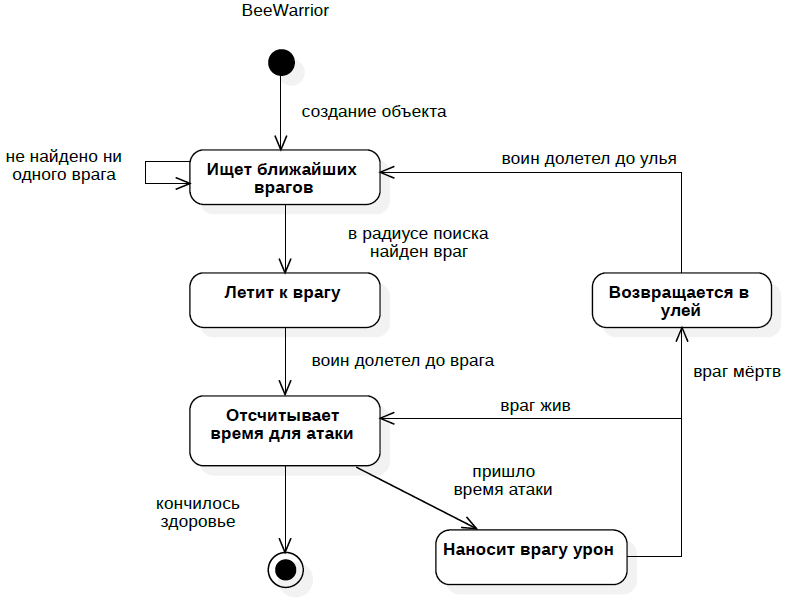 BeeWarrior
создание объекта
не найдено ни
одного врага
Ищет ближайших
врагов
воин долетел до улья
в радиусе поиска
найден враг
Летит к врагу
Возвращается в
улей
воин долетел до врага
враг мёртв
Отсчитывает
время для атаки
враг жив
пришло
время атаки
кончилось
здоровье
Наносит врагу урон